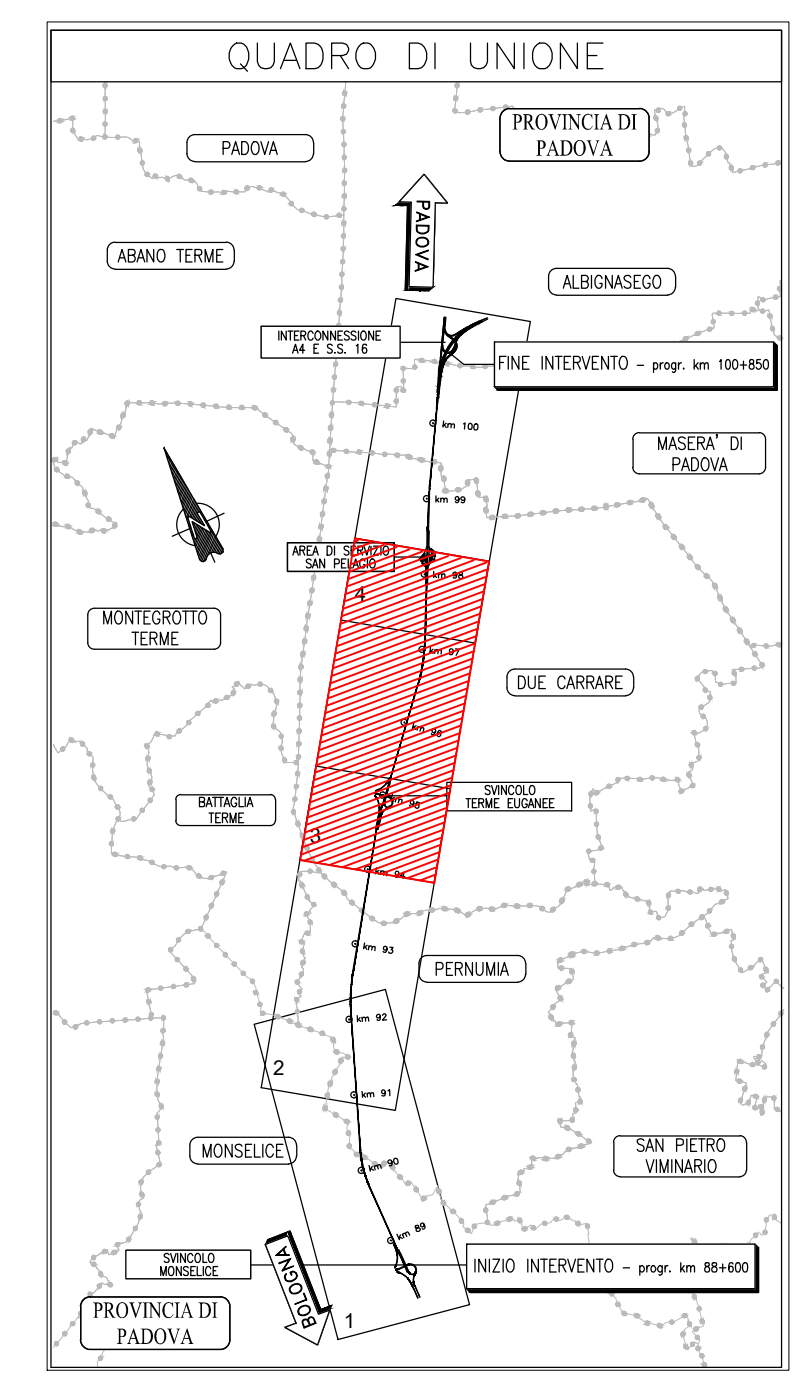 QUADRO DI UNIONE
PROVINCIA DI
PADOVA
PADOVA
PADOVA
ABANO TERME
ALBIGNASEGO
INTERCONNESSIONE
A4 E S.S. 16
FINE INTERVENTO – progr. km 100+850
km 100
MASERA' DI
PADOVA
km 99
AREA DI SERVIZIO
SAN PELAGIO
km 98
4
MONTEGROTTO
TERME
km 97
DUE CARRARE
km 96
SVINCOLO
TERME EUGANEE
km 95
BATTAGLIA
TERME
3
km 94
km 93
PERNUMIA
km 92
2
km 91
MONSELICE
SAN PIETRO
VIMINARIO
km 90
km 89
SVINCOLO
MONSELICE
BOLOGNA
INIZIO INTERVENTO – progr. km 88+600
PROVINCIA DI
PADOVA
1